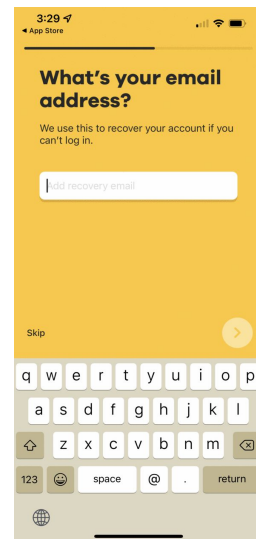 3:29
◀ App Store
What's your email
address?
We use this to recover your account if you
can't log in.
Add recovery email
Skip
q w e r t y u i o p
a s d f g h j k l
z x c v b n m
123 space @ . return